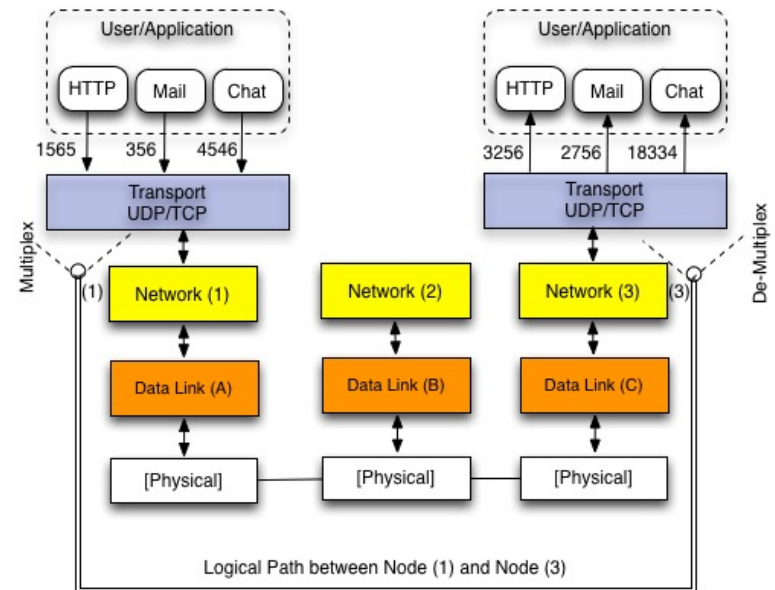 User/Application
HTTP
Mail
Chat
1565
356
4546
Transport
UDP/TCP
Multiplex
(1)
Network (1)
Data Link (A)
[Physical]
Network (2)
Data Link (B)
[Physical]
User/Application
HTTP
Mail
Chat
3256
2756
18334
Transport
UDP/TCP
De-Multiplex
(3)
Network (3)
Data Link (C)
[Physical]
Logical Path between Node (1) and Node (3)